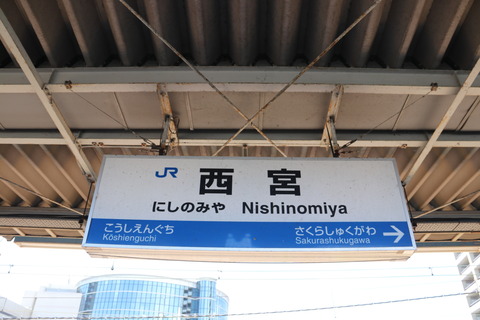 JR 西宮
にしのみや Nishinomiya
こうしえんぐち さくらしゅくがわ →
Kōshienguchi Sakurashukugawa